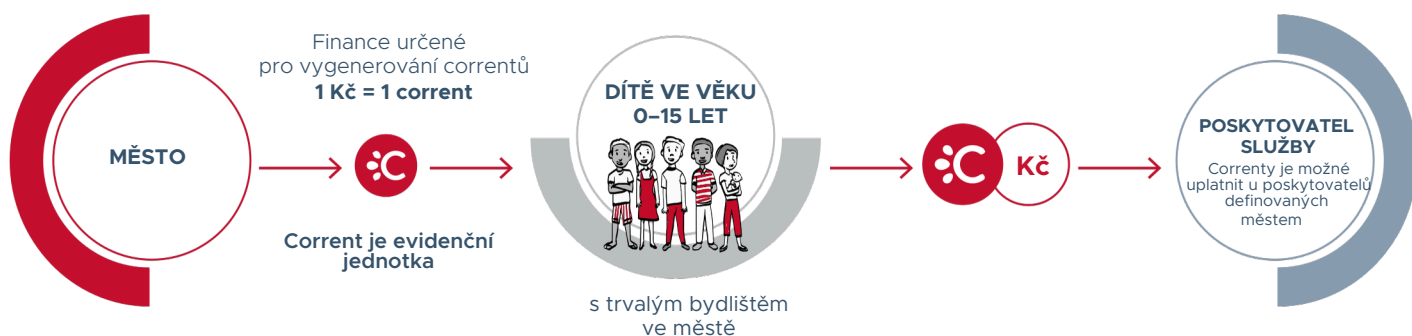 MĚSTO
Finance určené
pro vygenerování correntů
1 Kč = 1 corrent
C
Corrent je evidenční
jednotka
DÍTĚ VE VĚKU
0–15 LET
s trvalým bydlištěm
ve městě
C
Kč
POSKYTOVATEL
SLUŽBY
Correnty je možné
uplatnit u poskytovatelů
definovaných
městem